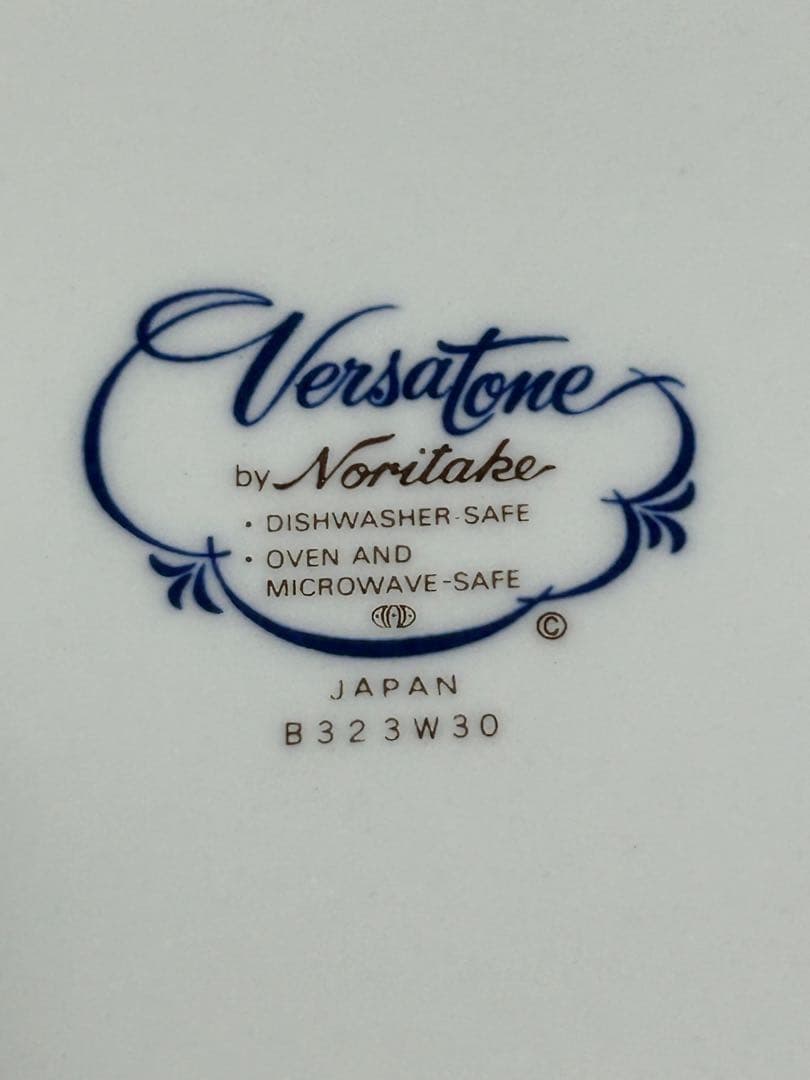 Versatone
by Noritake
• DISHWASHER-SAFE
• OVEN AND
MICROWAVE-SAFE
©
JAPAN
B323W30